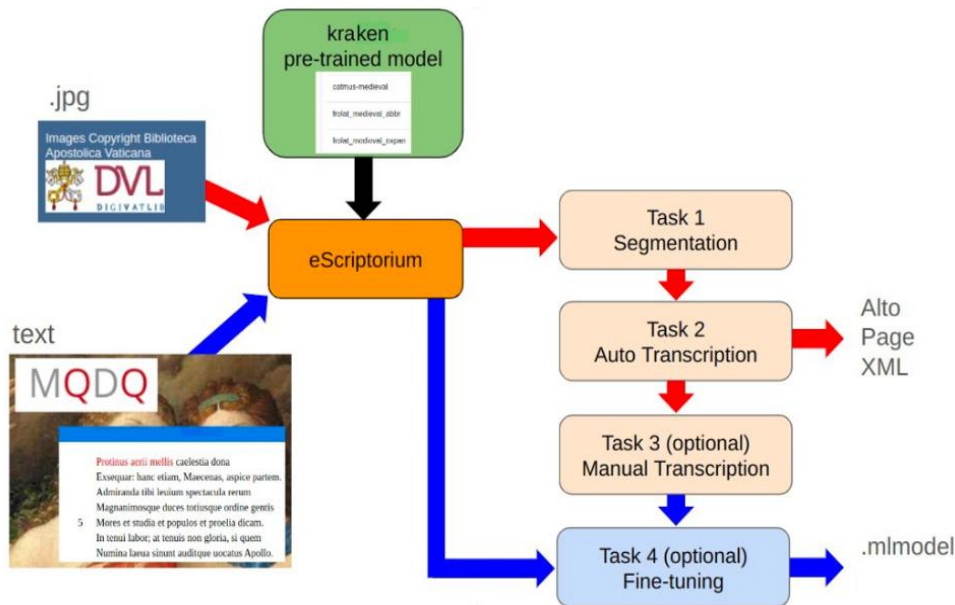 kraken
pre-trained model
catmus-medieval
frolat_medieval_abbr
frolat_medieval_expan
.jpg
Images Copyright Biblioteca
Apostolica Vaticana
DVL
DIGIVATLIB
eScriptorium
text
MQDQ
Protinus aerii mellis caelestia dona
Exsequar: hanc etiam, Maecenas, aspice partem.
Admiranda tibi leuium spectacula rerum
Magnanimosque duces totiusque ordine gentis
5 Mores et studia et populos et proelia dicam.
In tenui labor; at tenuis non gloria, si quem
Numina laeua sinunt auditque uocatus Apollo.
Task 1
Segmentation
Task 2
Auto Transcription
Alto
Page
XML
Task 3 (optional)
Manual Transcription
Task 4 (optional)
Fine-tuning
.mlmodel